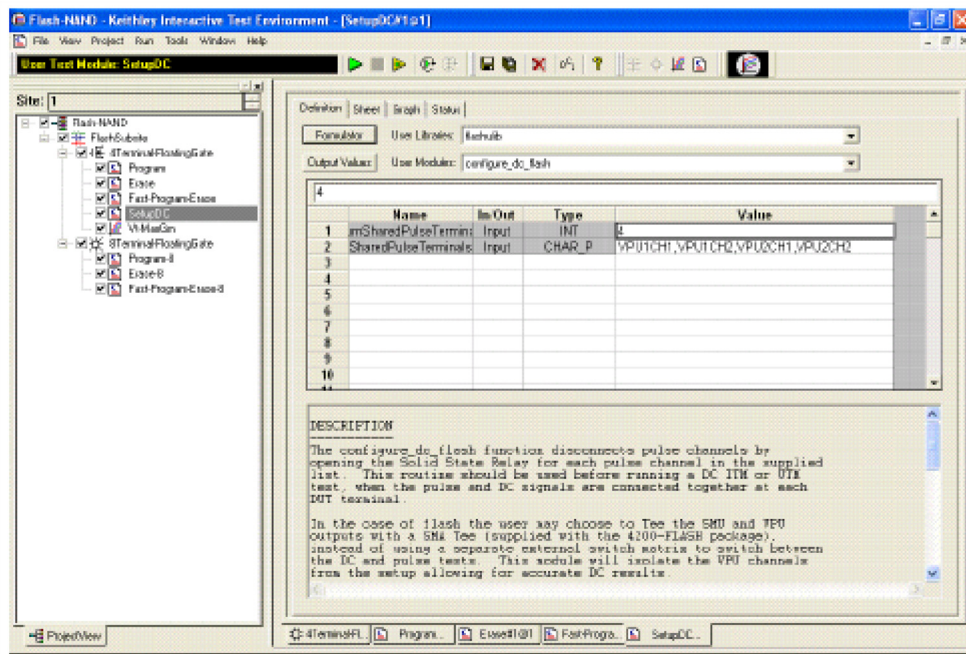 Flash-NAND - Keithley Interactive Test Environment - [SetupDC#1@1]
File View Project Run Tools Window Help
User Test Module: SetupDC
Site: 1
Flash-NAND
FlashSubsite
4TerminalFloatingGate
Program
Erase
Fast-Program-Erase
SetupDC
Vt-MaxGm
8TerminalFloatingGate
Program-8
Erase-8
Fast-Program-Erase-8
ProjectView
Definition Sheet Graph Status
Formulator User Libraries: flashulib
Output Values User Modules: configure_dc_flash
4
Name In/Out Type Value
1 umSharedPulseTermin: Input INT 4
2 SharedPulseTerminals Input CHAR_P VPU1CH1,VPU1CH2,VPU2CH1,VPU2CH2
3
4
5
6
7
8
9
10
11
DESCRIPTION
The configure_dc_flash function disconnects pulse channels by
opening the Solid State Relay for each pulse channel in the supplied
list. This routine should be used before running a DC ITM or UTM
test, when the pulse and DC signals are connected together at each
DUT terminal.
In the case of flash the user may choose to Tee the SMU and VPU
outputs with a SMA Tee (supplied with the 4200-FLASH package),
instead of using a separate external switch matrix to switch between
the DC and pulse tests. This module will isolate the VPU channels
from the setup allowing for accurate DC results.
4TerminalFl... Program... Erase#1@1 Fast-Progra... SetupDC...